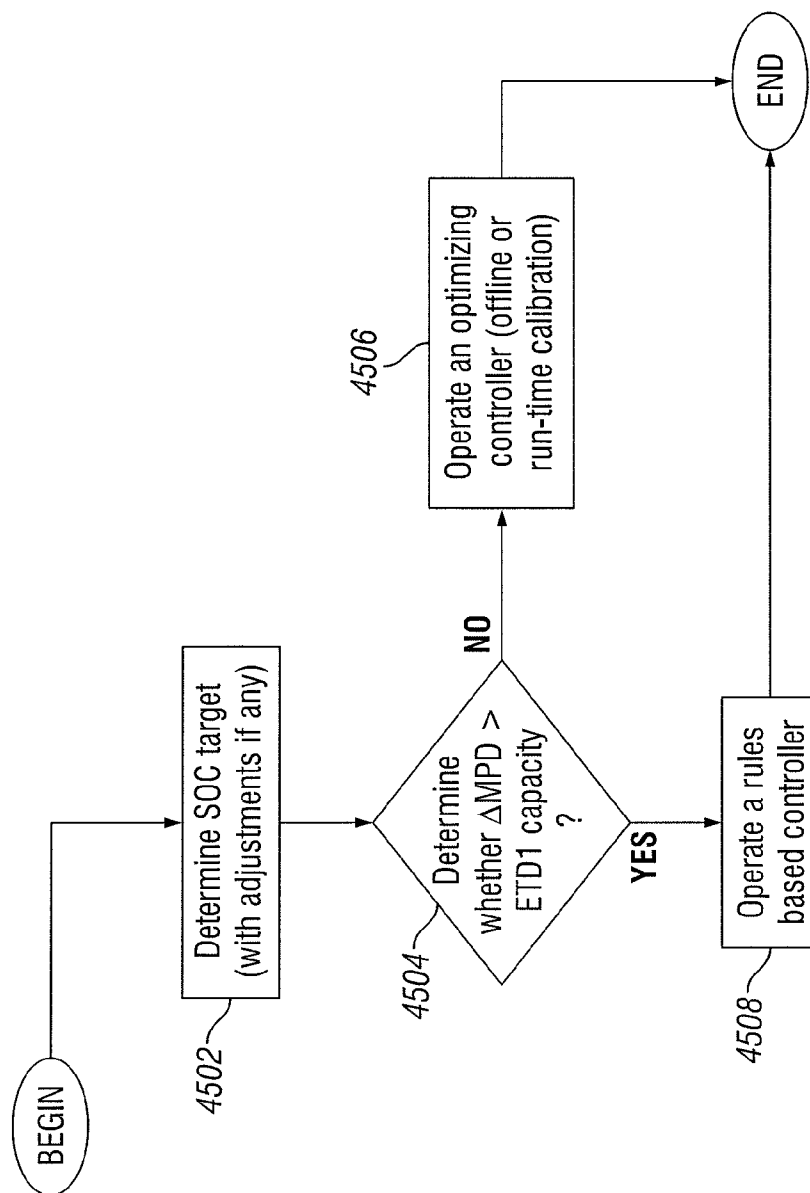 BEGIN
Determine SOC target
(with adjustments if any)
4502
Determine
whether ΔMPD >
ETD1 capacity
?
4504
NO
YES
Operate an optimizing
controller (offline or
run-time calibration)
4506
Operate a rules
based controller
4508
END